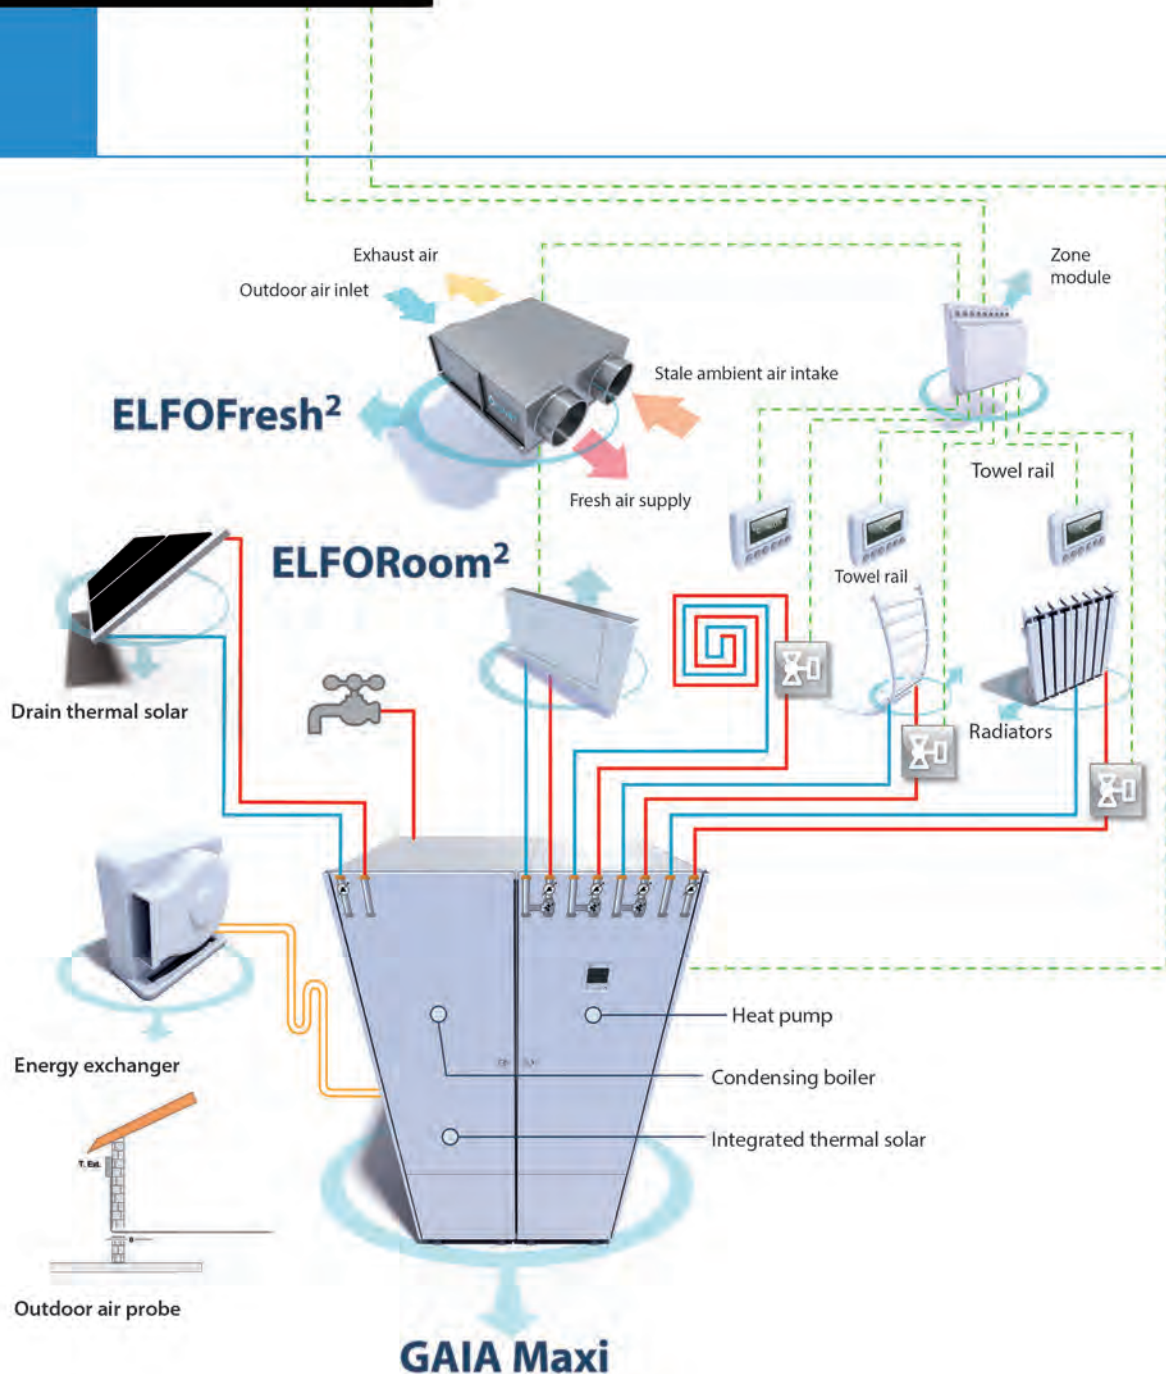 Exhaust air
Outdoor air inlet
Zone
module
Stale ambient air intake
ELFOFresh²
Towel rail
Fresh air supply
ELFORoom²
Towel rail
Drain thermal solar
Radiators
Heat pump
Energy exchanger
Condensing boiler
Integrated thermal solar
T. Ext.
Outdoor air probe
GAIA Maxi